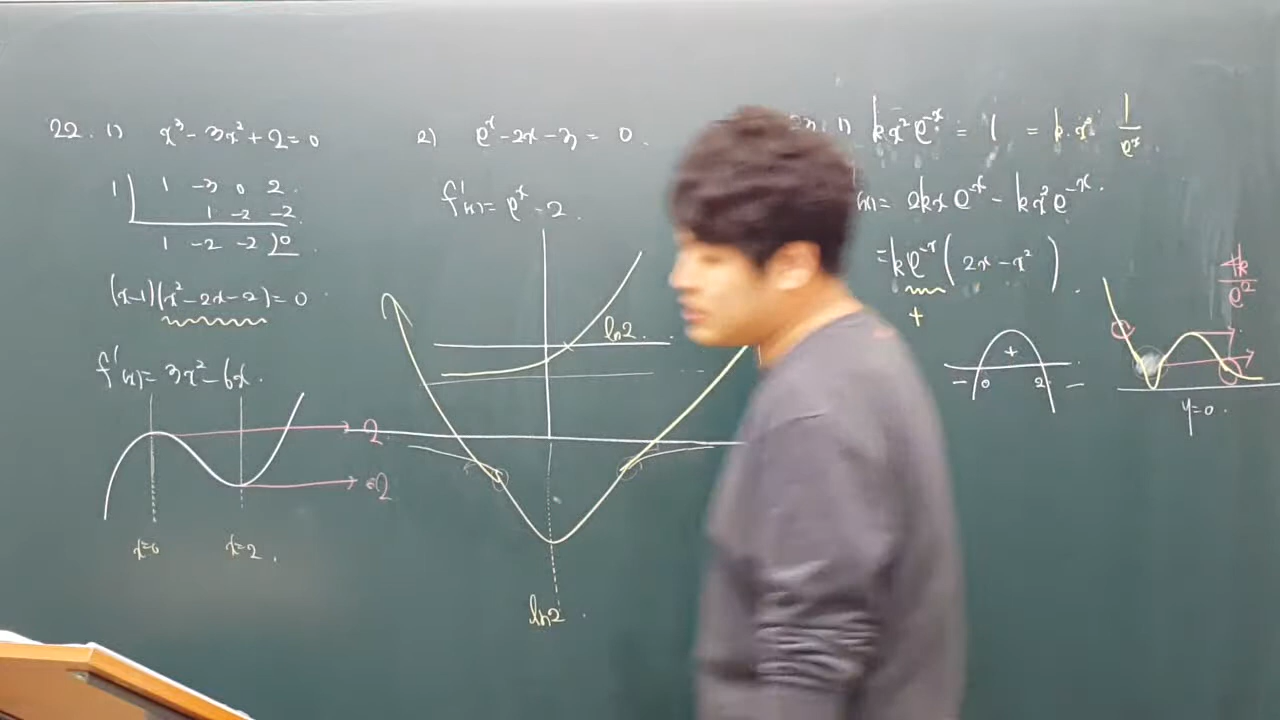 22. 1) x³ - 3x² + 2 = 0
1 | 1 -3 0 2
1 -2 -2
1 -2 -2 0
(x-1)(x²-2x-2) = 0
f'(x) = 3x² - 6x.
2
-2
x=0 x=2
2) eˣ - 2x - 3 = 0.
f'(x) = eˣ - 2.
ln2.
ln2
1) kx²e⁻ˣ = 1 = k·x² 1/eˣ.
(x) = 2kxe⁻ˣ - kx²e⁻ˣ.
= ke⁻ˣ(2x - x²).
+
+
- 0 2 -
4k/e²
y=0.